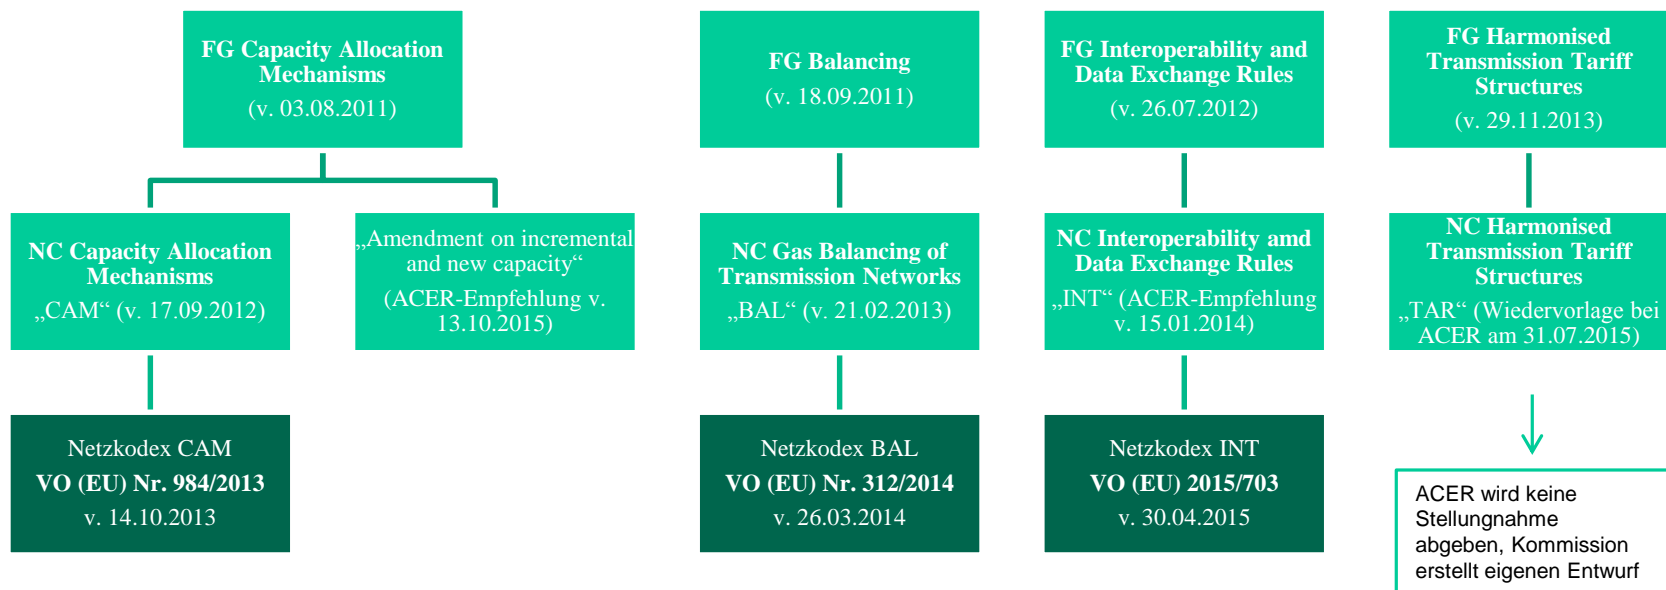 FG Capacity Allocation
Mechanisms
(v. 03.08.2011)
FG Balancing
(v. 18.09.2011)
FG Interoperability and
Data Exchange Rules
(v. 26.07.2012)
FG Harmonised
Transmission Tariff
Structures
(v. 29.11.2013)
NC Capacity Allocation
Mechanisms
„CAM“ (v. 17.09.2012)
„Amendment on incremental
and new capacity“
(ACER-Empfehlung v.
13.10.2015)
NC Gas Balancing of
Transmission Networks
„BAL“ (v. 21.02.2013)
NC Interoperability amd
Data Exchange Rules
„INT“ (ACER-Empfehlung
v. 15.01.2014)
NC Harmonised
Transmission Tariff
Structures
„TAR“ (Wiedervorlage bei
ACER am 31.07.2015)
Netzkodex CAM
VO (EU) Nr. 984/2013
v. 14.10.2013
Netzkodex BAL
VO (EU) Nr. 312/2014
v. 26.03.2014
Netzkodex INT
VO (EU) 2015/703
v. 30.04.2015
ACER wird keine
Stellungnahme
abgeben, Kommission
erstellt eigenen Entwurf